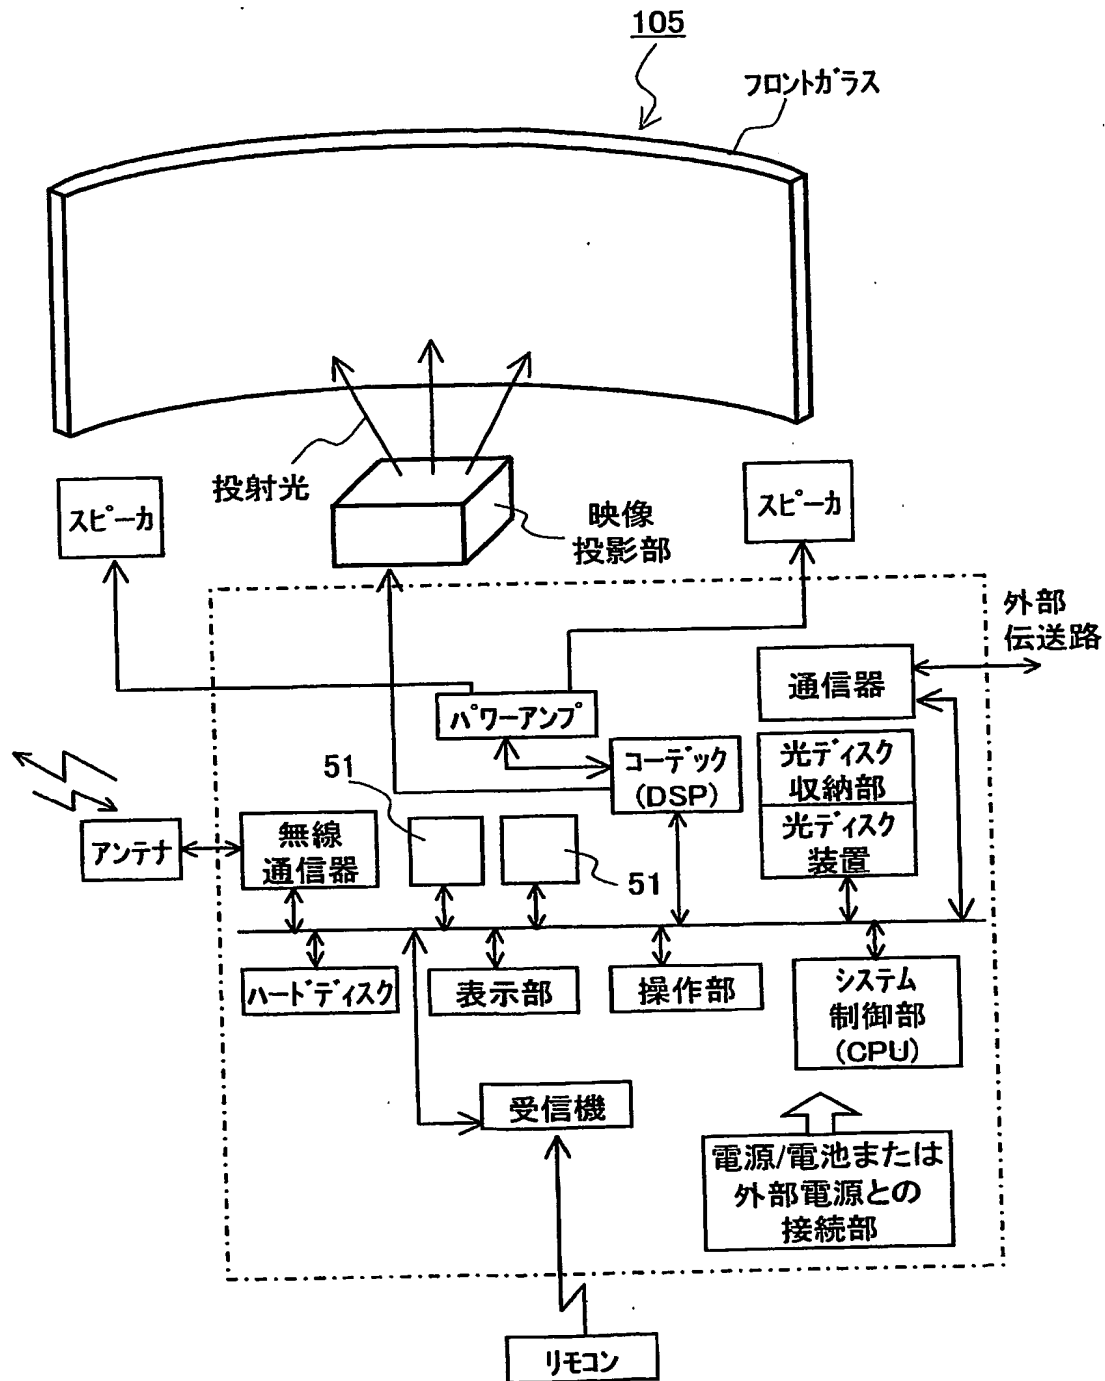 105
フロントガラス
投射光
スピーカ
映像
投影部
スピーカ
外部
伝送路
通信器
パワーアンプ
コーデック
(DSP)
光ディスク
収納部
光ディスク
装置
51
51
アンテナ
無線
通信器
ハードディスク
表示部
操作部
システム
制御部
(CPU)
受信機
電源/電池または
外部電源との
接続部
リモコン